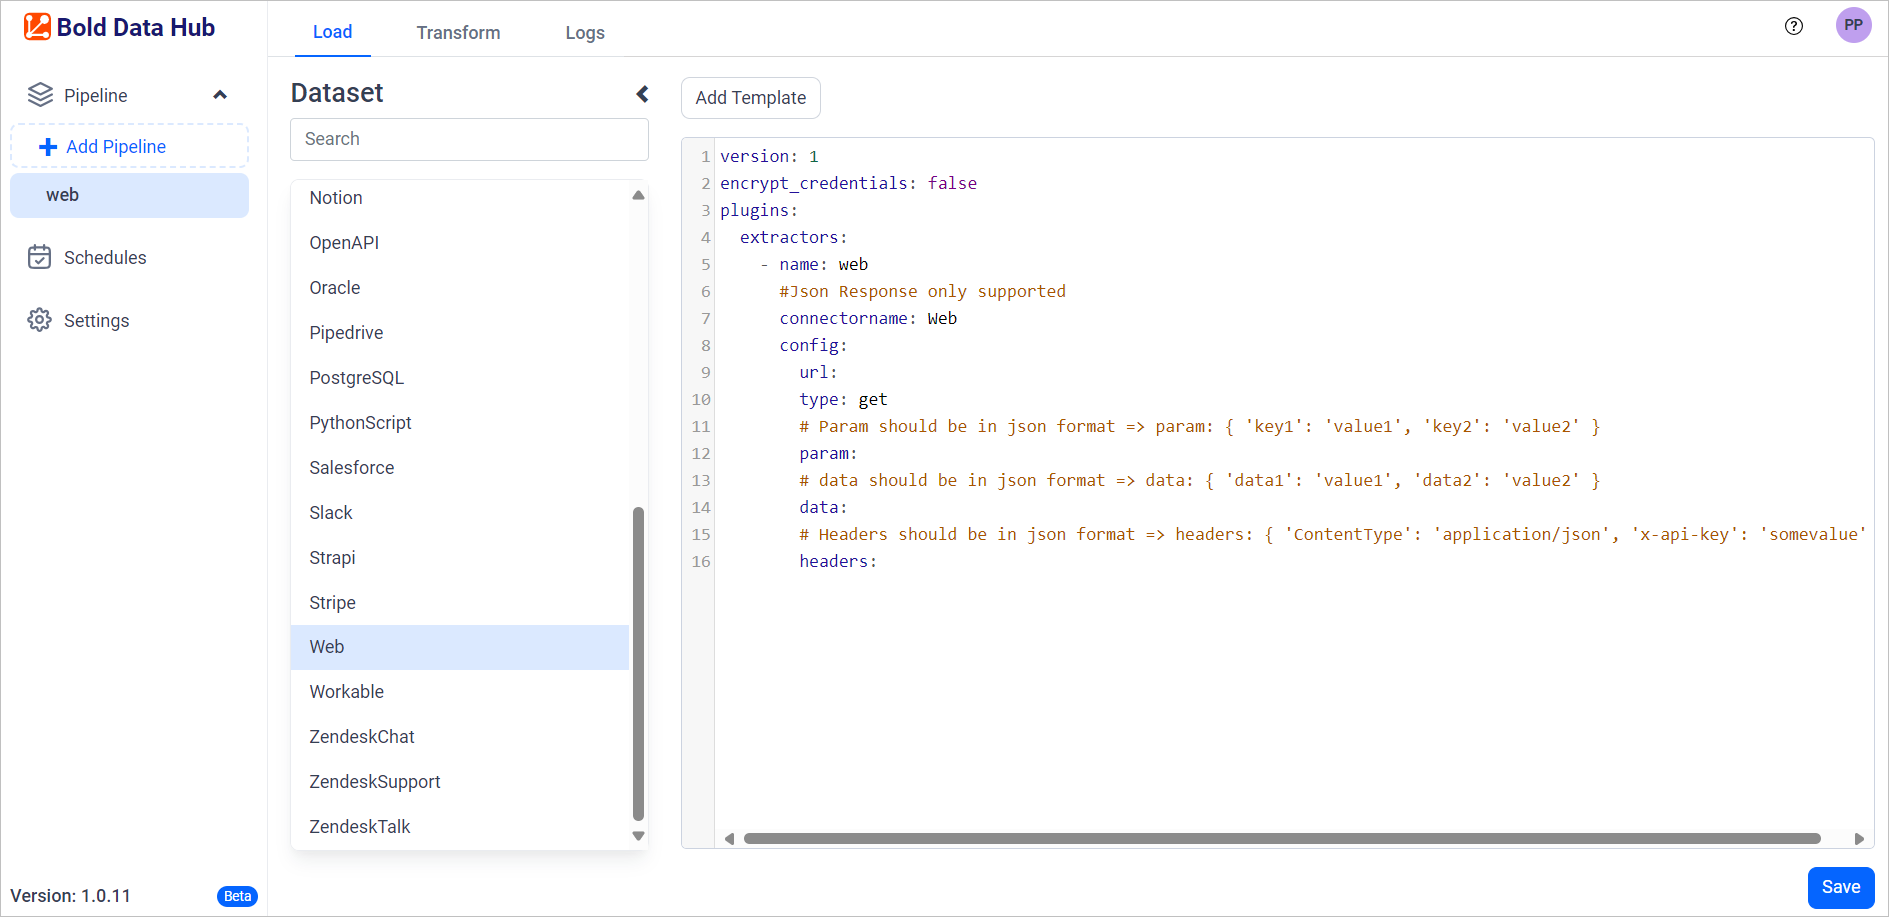 Bold Data Hub
Pipeline
Add Pipeline
web
Schedules
Settings
Version: 1.0.11
Beta
Load
Transform
Logs
PP
Dataset
Search
Notion
OpenAPI
Oracle
Pipedrive
PostgreSQL
PythonScript
Salesforce
Slack
Strapi
Stripe
Web
Workable
ZendeskChat
ZendeskSupport
ZendeskTalk
Add Template
1 version: 1
2 encrypt_credentials: false
3 plugins:
4 extractors:
5 - name: web
6 #Json Response only supported
7 connectorname: Web
8 config:
9 url:
10 type: get
11 # Param should be in json format => param: { 'key1': 'value1', 'key2': 'value2' }
12 param:
13 # data should be in json format => data: { 'data1': 'value1', 'data2': 'value2' }
14 data:
15 # Headers should be in json format => headers: { 'ContentType': 'application/json', 'x-api-key': 'somevalue'
16 headers:
Save